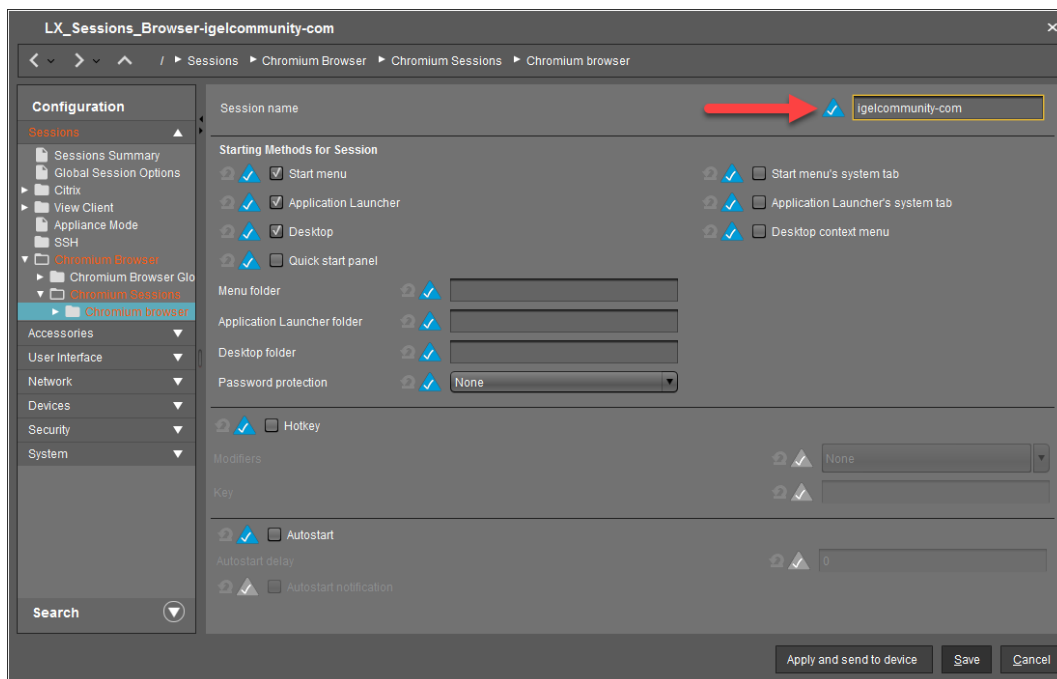 LX_Sessions_Browser-igelcommunity-com
/ Sessions Chromium Browser Chromium Sessions Chromium browser
Configuration
Sessions
Sessions Summary
Global Session Options
Citrix
View Client
Appliance Mode
SSH
Chromium Browser
Chromium Browser Glo
Chromium Sessions
Chromium browser
Accessories
User Interface
Network
Devices
Security
System
Search
Session name igelcommunity-com
Starting Methods for Session
Start menu Start menu's system tab
Application Launcher Application Launcher's system tab
Desktop Desktop context menu
Quick start panel
Menu folder
Application Launcher folder
Desktop folder
Password protection None
Hotkey
Modifiers None
Key
Autostart
Autostart delay 0
Autostart notification
Apply and send to device Save Cancel